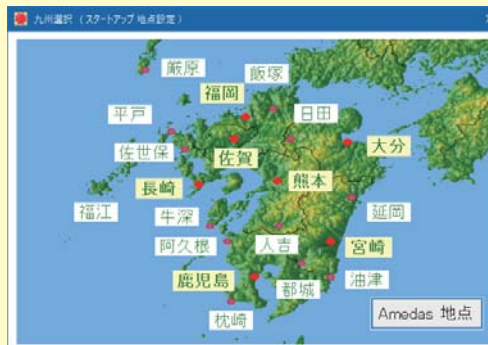 九州選択 （スタートアップ 地点設定）
厳原
飯塚
福岡
平戸
日田
佐世保
佐賀
大分
長崎
熊本
福江
牛深
延岡
阿久根
人吉
宮崎
鹿児島
都城
油津
枕崎
Amedas 地点